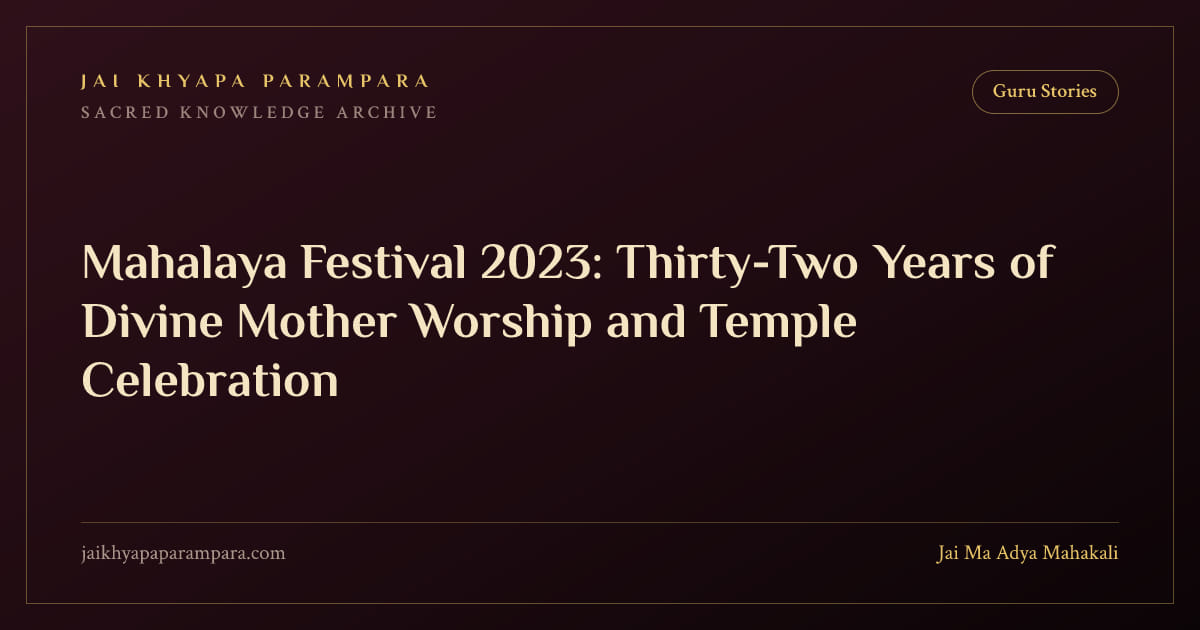 JAI KHYAPA PARAMPARA
SACRED KNOWLEDGE ARCHIVE
Guru Stories
Mahalaya Festival 2023: Thirty-Two Years of
Divine Mother Worship and Temple
Celebration
jaikhyapaparampara.com
Jai Ma Adya Mahakali